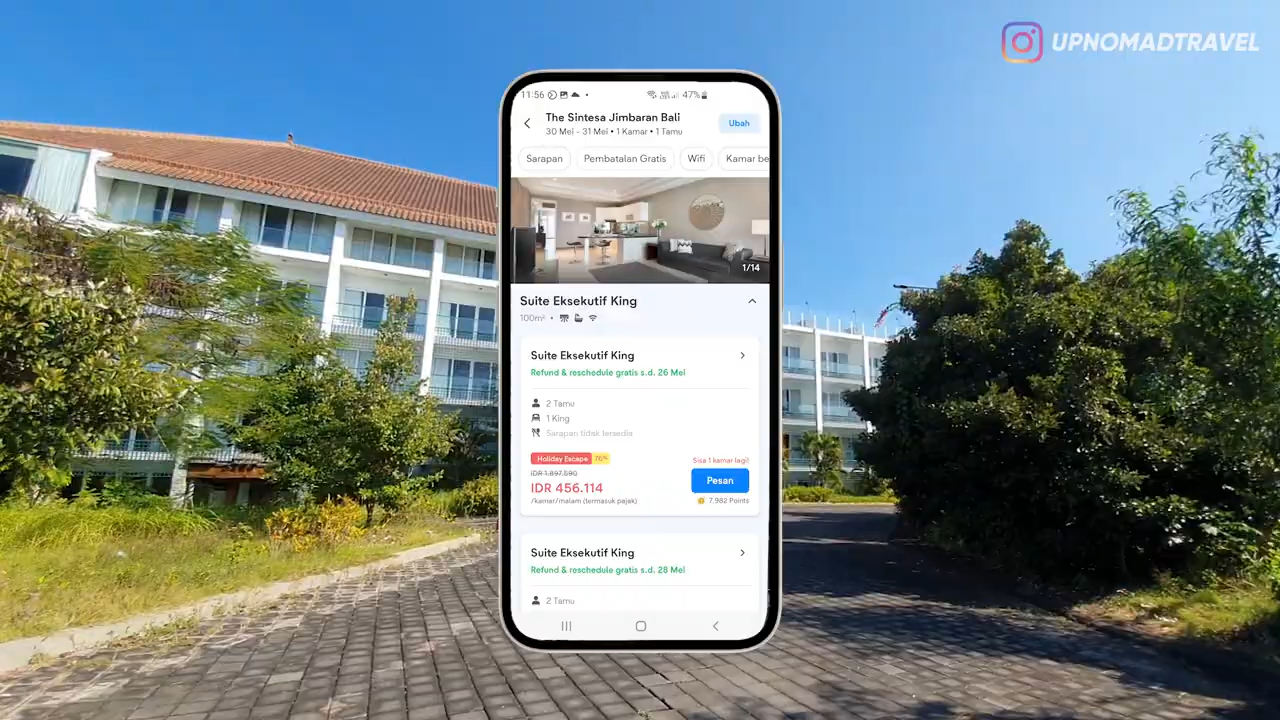 UPNOMADTRAVEL
11:56
47%
The Sintesa Jimbaran Bali
30 Mei - 31 Mei • 1 Kamar • 1 Tamu
Ubah
Sarapan
Pembatalan Gratis
Wifi
Kamar be
1/14
Suite Eksekutif King
100m²
Suite Eksekutif King
Refund & reschedule gratis s.d. 26 Mei
2 Tamu
1 King
Sarapan tidak tersedia
Holiday Escape 76%
Sisa 1 kamar lagi!
IDR 1.897.590
IDR 456.114
Pesan
/kamar/malam (termasuk pajak)
7.982 Points
Suite Eksekutif King
Refund & reschedule gratis s.d. 28 Mei
2 Tamu